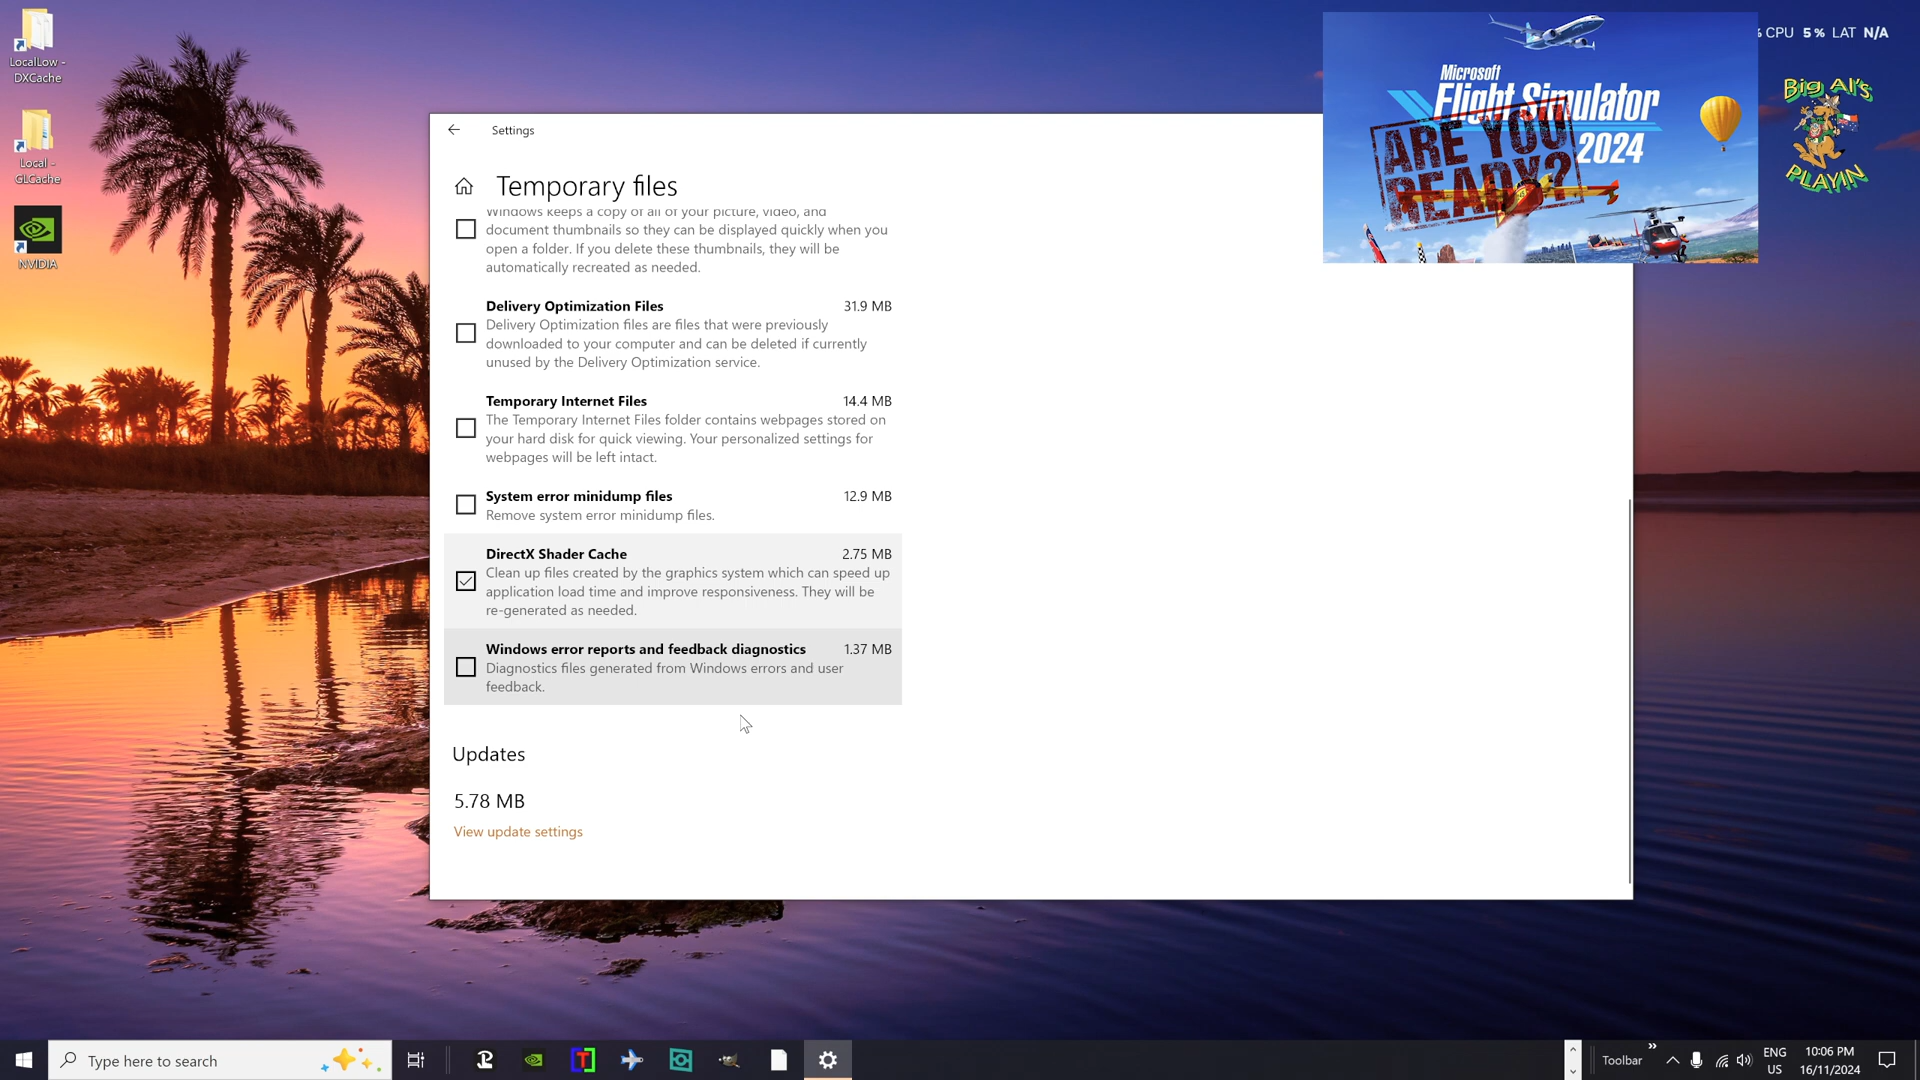 LocalLow -
DXCache
Local -
GLCache
NVIDIA
Settings
Temporary files
Windows keeps a copy of all of your picture, video, and
document thumbnails so they can be displayed quickly when you
open a folder. If you delete these thumbnails, they will be
automatically recreated as needed.
Delivery Optimization Files 31.9 MB
Delivery Optimization files are files that were previously
downloaded to your computer and can be deleted if currently
unused by the Delivery Optimization service.
Temporary Internet Files 14.4 MB
The Temporary Internet Files folder contains webpages stored on
your hard disk for quick viewing. Your personalized settings for
webpages will be left intact.
System error minidump files 12.9 MB
Remove system error minidump files.
DirectX Shader Cache 2.75 MB
Clean up files created by the graphics system which can speed up
application load time and improve responsiveness. They will be
re-generated as needed.
Windows error reports and feedback diagnostics 1.37 MB
Diagnostics files generated from Windows errors and user
feedback.
Updates
5.78 MB
View update settings
Microsoft
Flight Simulator
2024
ARE YOU
READY?
% CPU 5% LAT N/A
Big Al's
PLAYIN
Type here to search
Toolbar
ENG
US
10:06 PM
16/11/2024